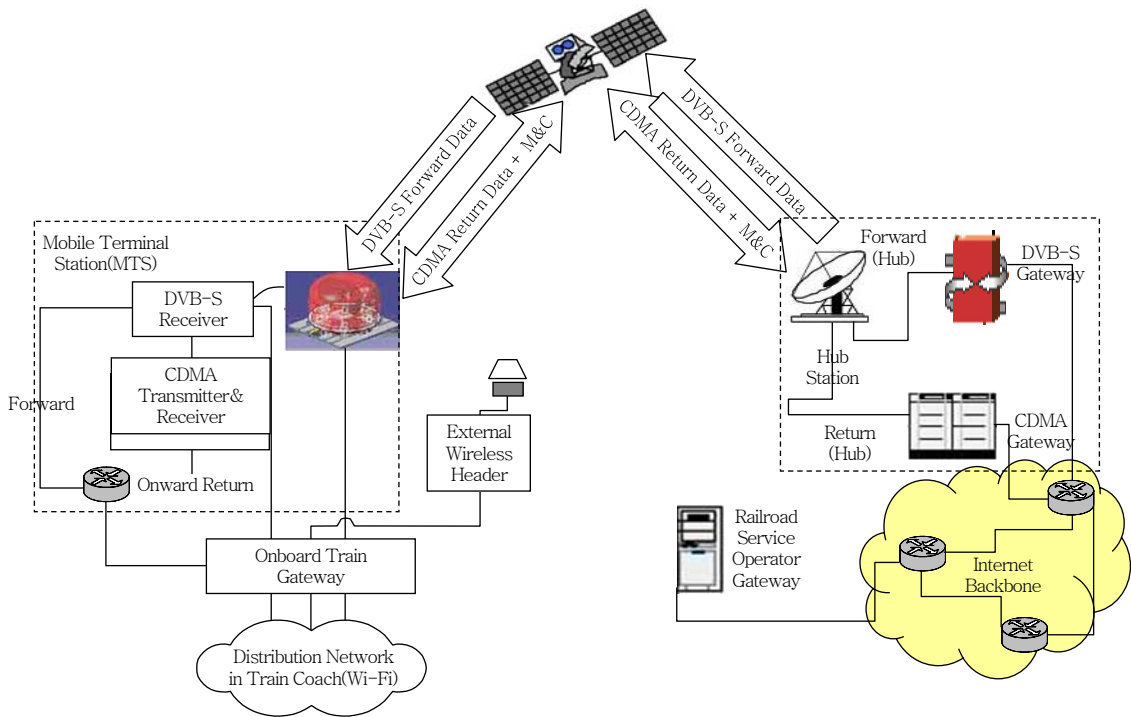 DVB-S Forward Data
CDMA Return Data + M&C
DVB-S Forward Data
CDMA Return Data + M&C
Mobile Terminal
Station(MTS)
DVB-S
Receiver
CDMA
Transmitter&
Receiver
Forward
Onward Return
External
Wireless
Header
Onboard Train
Gateway
Distribution Network
in Train Coach(Wi-Fi)
Forward
(Hub)
DVB-S
Gateway
Hub
Station
Return
(Hub)
CDMA
Gateway
Railroad
Service
Operator
Gateway
Internet
Backbone